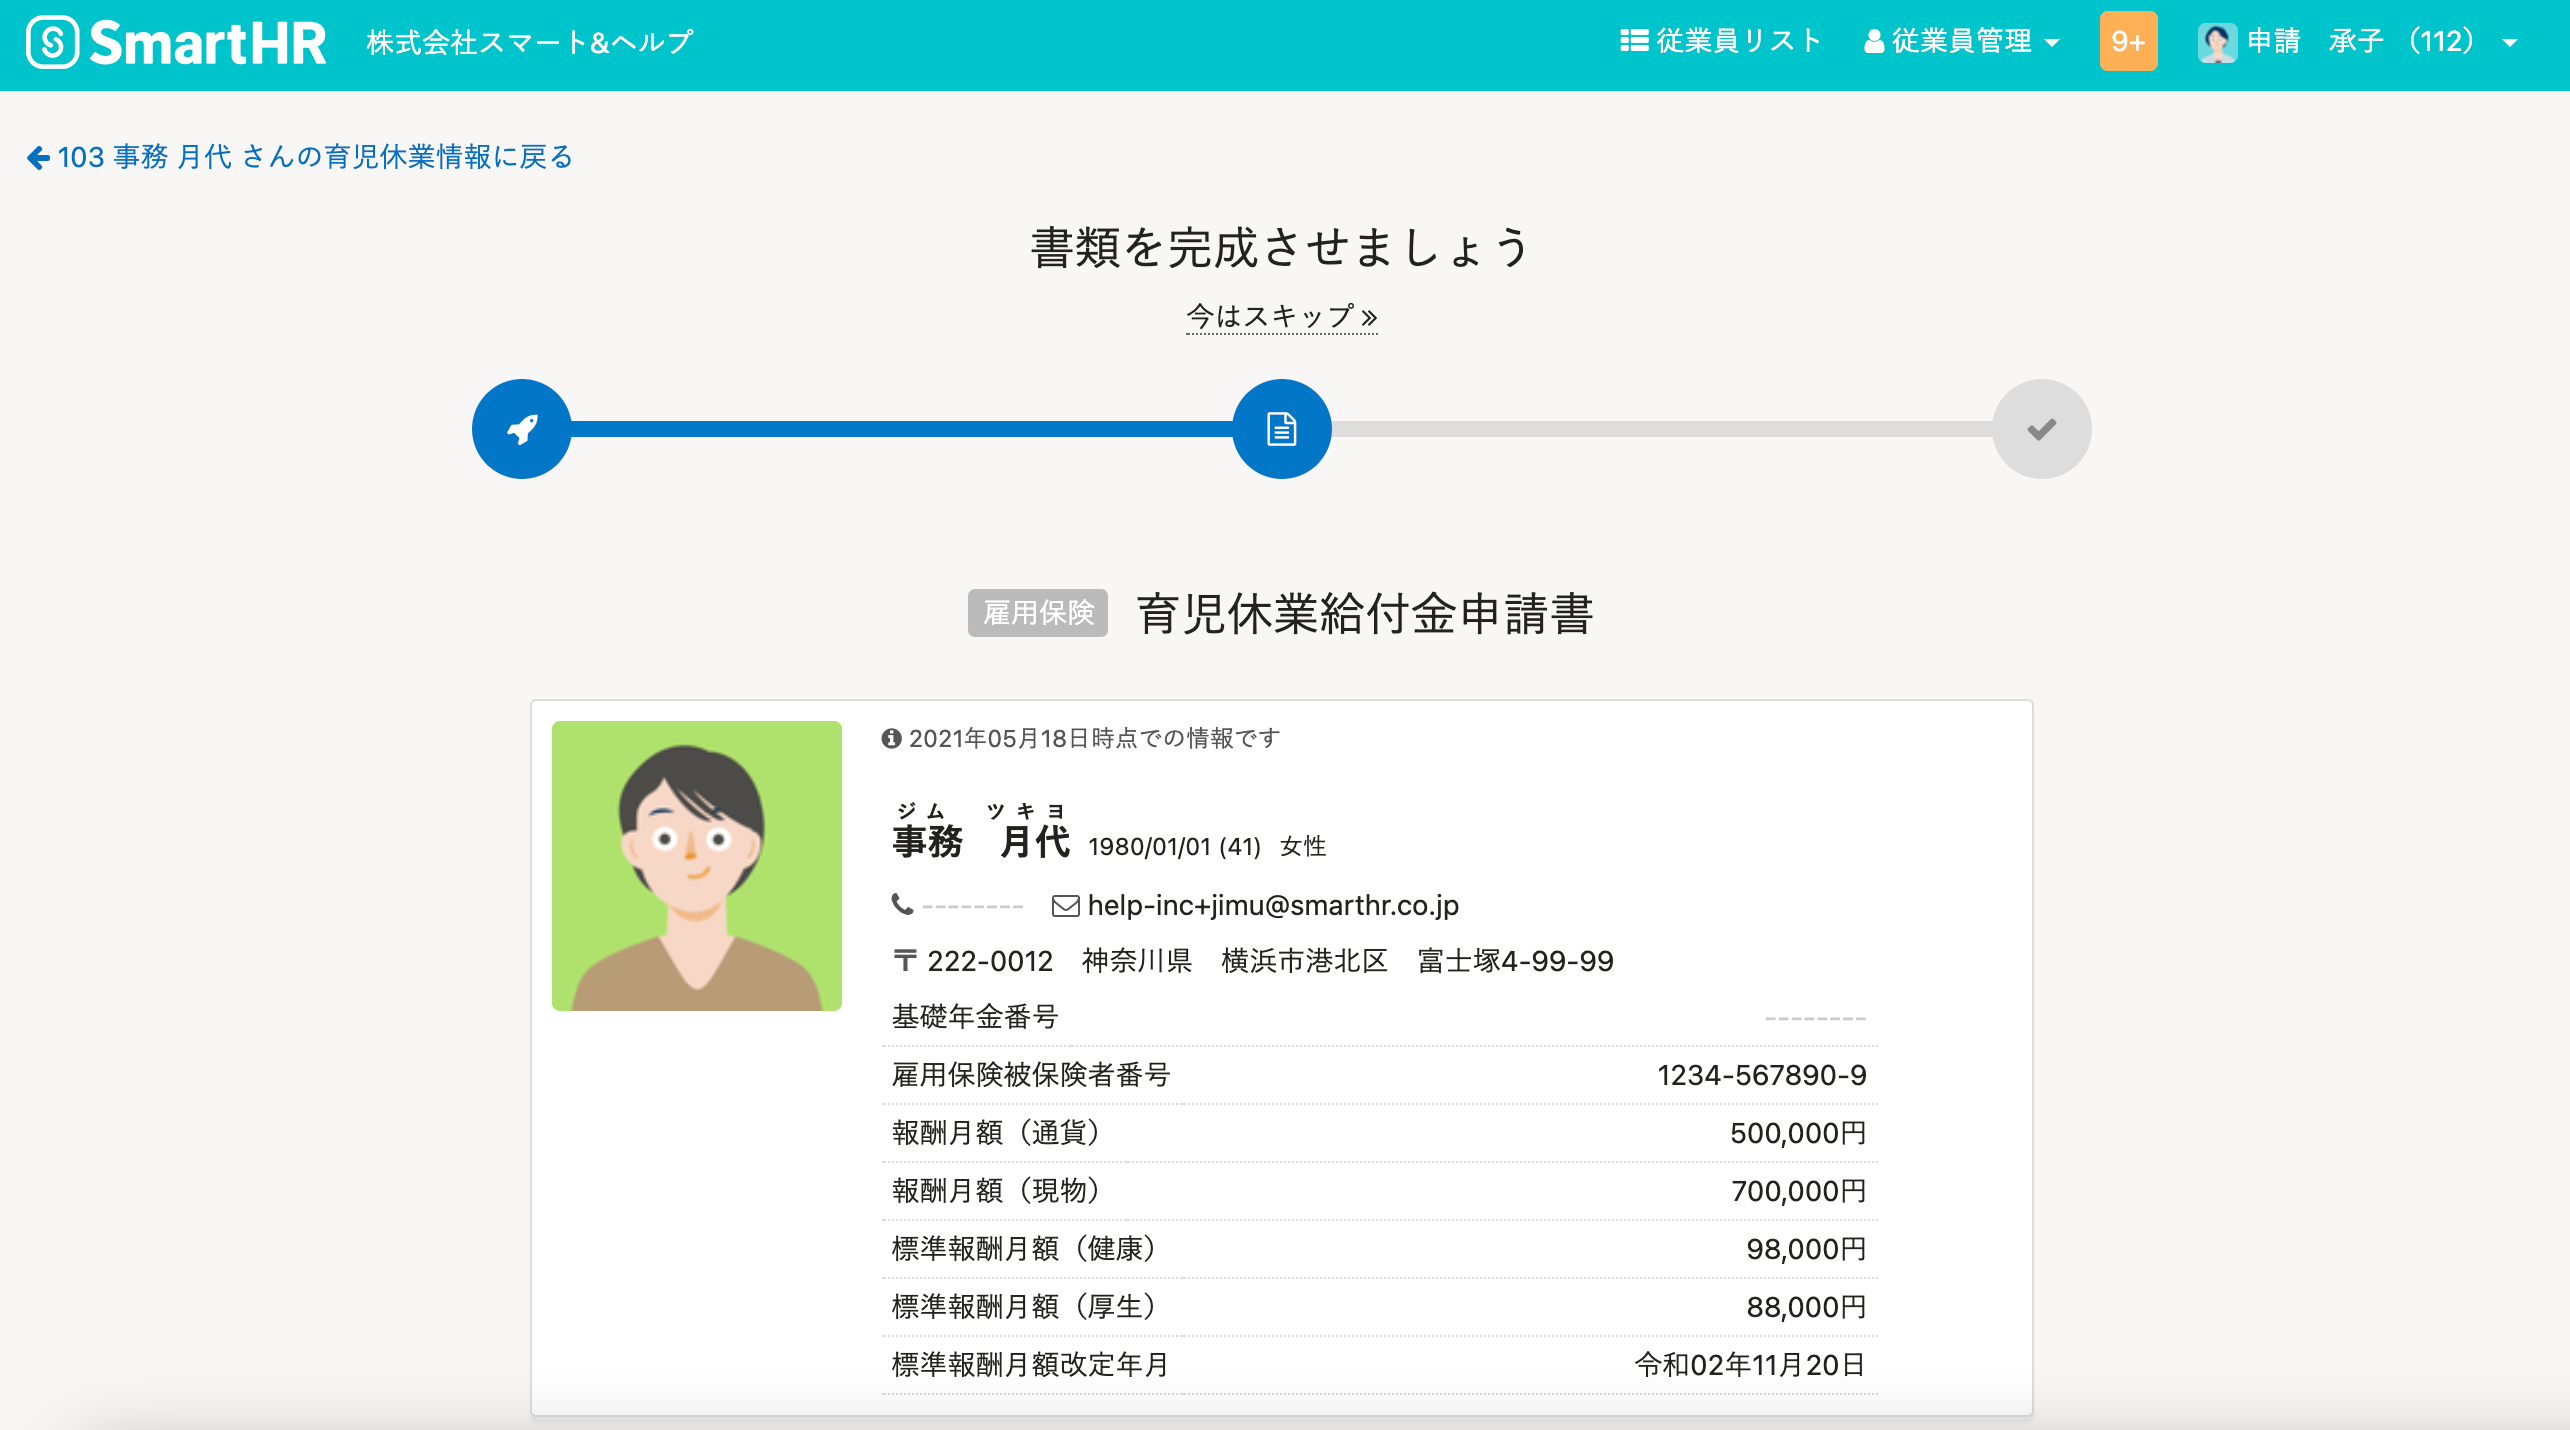 SmartHR 株式会社スマート&ヘルプ 従業員リスト 従業員管理 9+ 申請 承子 （112）
103 事務 月代 さんの育児休業情報に戻る
書類を完成させましょう
今はスキップ »
雇用保険 育児休業給付金申請書
2021年05月18日時点での情報です
ジム ツキヨ
事務 月代 1980/01/01 (41) 女性
-------- help-inc+jimu@smarthr.co.jp
〒 222-0012 神奈川県 横浜市港北区 富士塚4-99-99
基礎年金番号 --------
雇用保険被保険者番号 1234-567890-9
報酬月額（通貨） 500,000円
報酬月額（現物） 700,000円
標準報酬月額（健康） 98,000円
標準報酬月額（厚生） 88,000円
標準報酬月額改定年月 令和02年11月20日